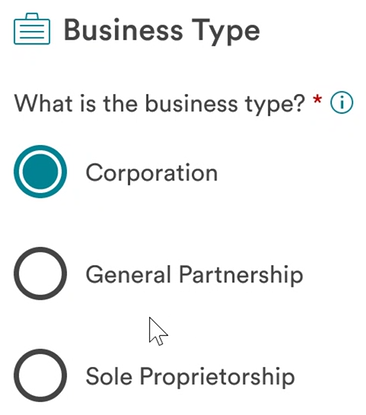 Business Type
What is the business type? *
Corporation
General Partnership
Sole Proprietorship